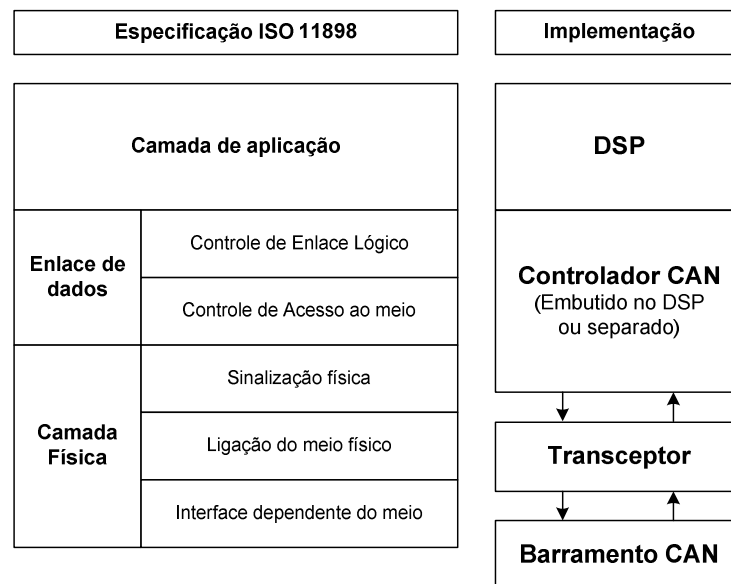 Especificação ISO 11898
Implementação
Camada de aplicação
DSP
Enlace de
dados
Controle de Enlace Lógico
Controle de Acesso ao meio
Controlador CAN
(Embutido no DSP
ou separado)
Camada
Física
Sinalização física
Ligação do meio físico
Interface dependente do meio
Transceptor
Barramento CAN